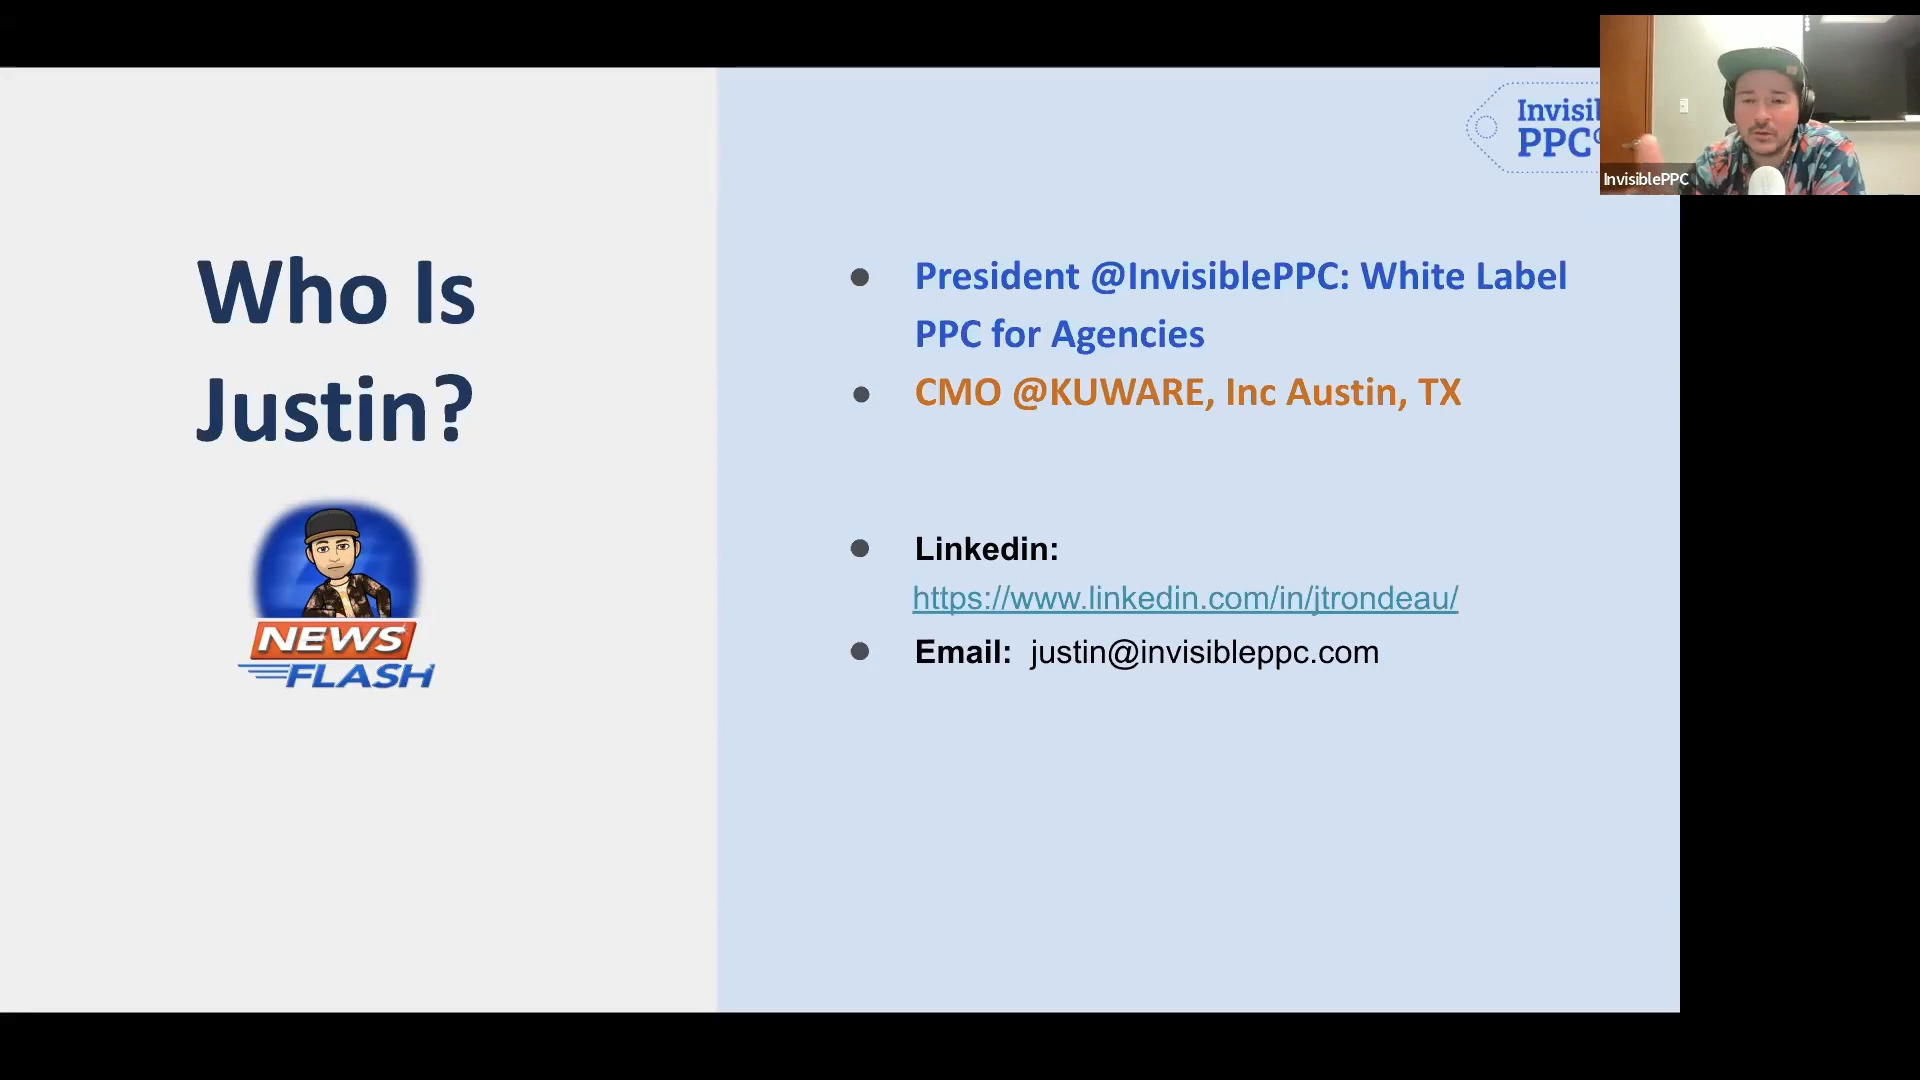 Who Is
Justin?
NEWS
FLASH
PPC
President @InvisiblePPC: White Label
PPC for Agencies
CMO @KUWARE, Inc Austin, TX
Linkedin:
https://www.linkedin.com/in/jtrondeau/
Email: justin@invisibleppc.com
InvisiblePPC